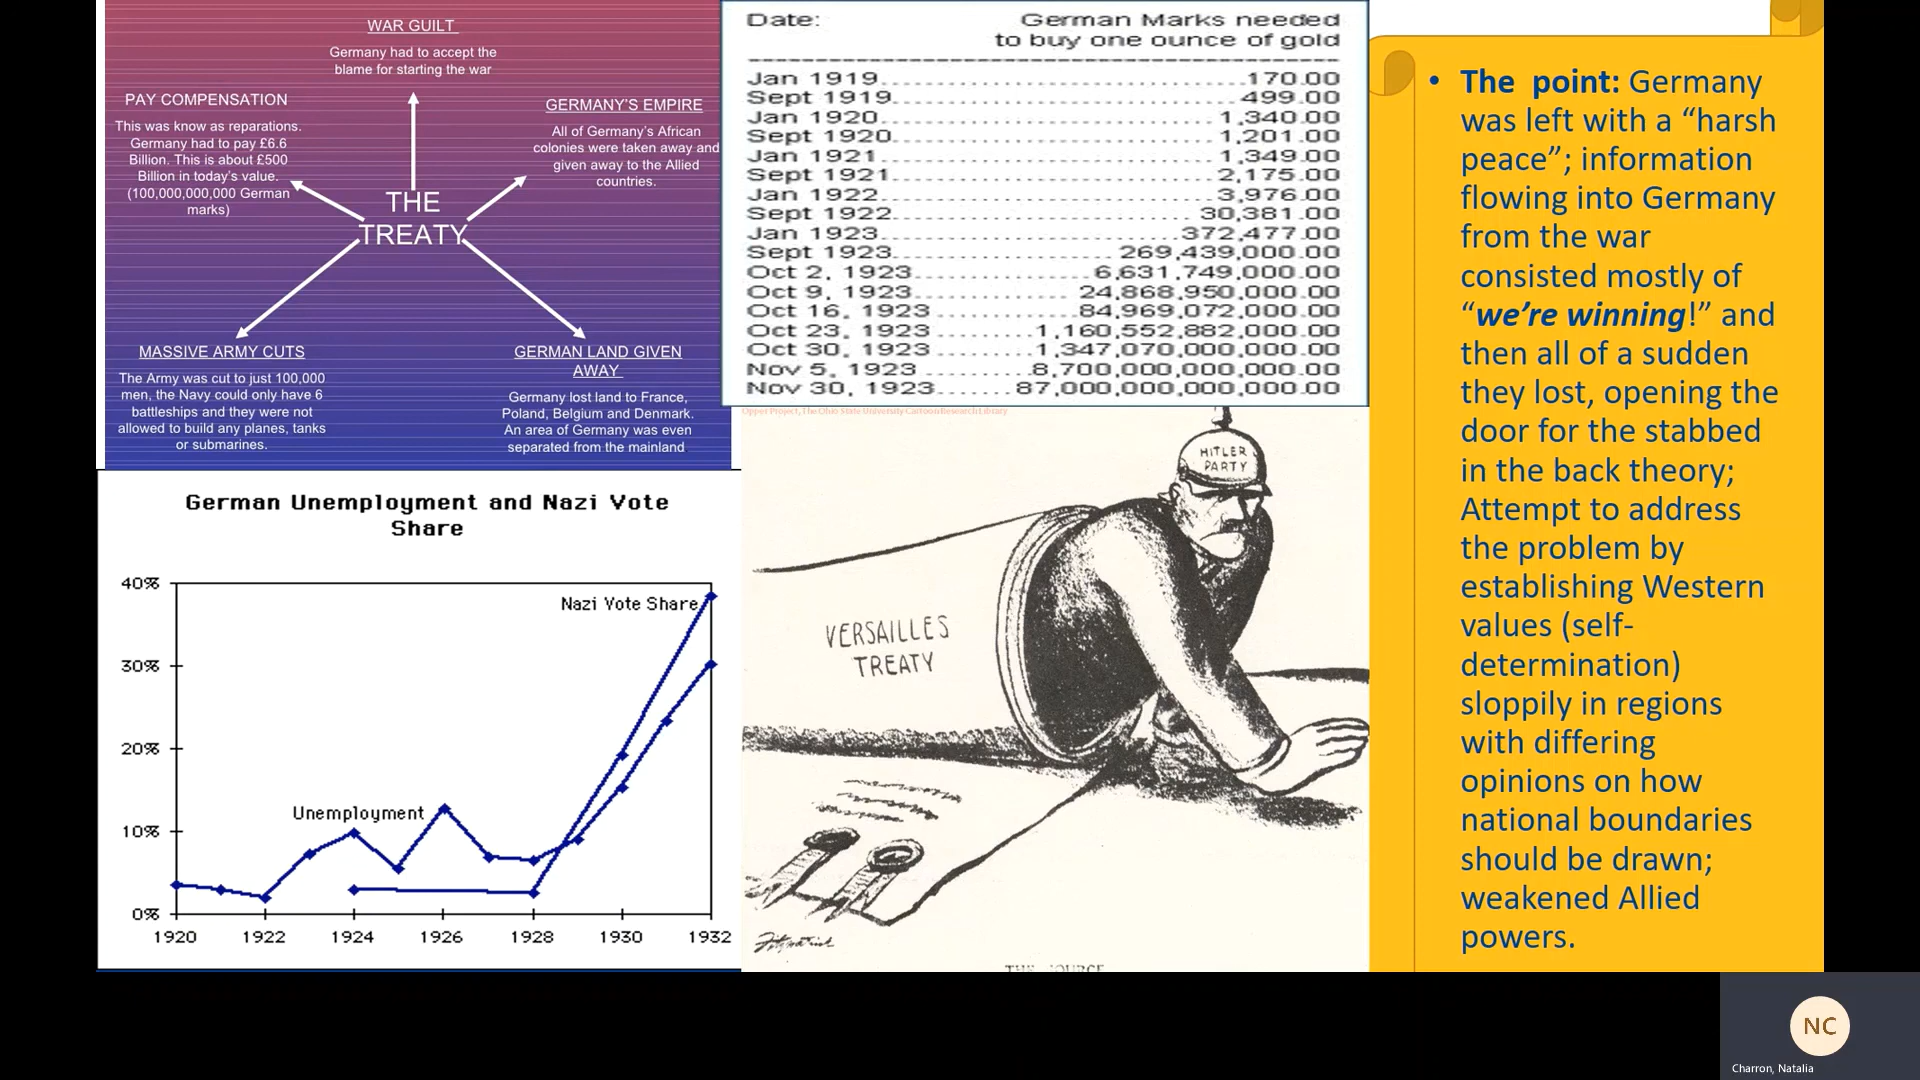 WAR GUILT
Germany had to accept the
blame for starting the war
PAY COMPENSATION
This was know as reparations.
Germany had to pay £6.6
Billion. This is about £500
Billion in today's value.
(100,000,000,000 German
marks)
GERMANY'S EMPIRE
All of Germany's African
colonies were taken away and
given away to the Allied
countries.
THE
TREATY
MASSIVE ARMY CUTS
The Army was cut to just 100,000
men, the Navy could only have 6
battleships and they were not
allowed to build any planes, tanks
or submarines.
GERMAN LAND GIVEN
AWAY
Germany lost land to France,
Poland, Belgium and Denmark.
An area of Germany was even
separated from the mainland
Date: German Marks needed
to buy one ounce of gold
Jan 1919 170.00
Sept 1919 499.00
Jan 1920 1,340.00
Sept 1920 1,201.00
Jan 1921 1,349.00
Sept 1921 2,175.00
Jan 1922 3,976.00
Sept 1922 30,381.00
Jan 1923 372,477.00
Sept 1923 269,439,000.00
Oct 2, 1923 6,631,749,000.00
Oct 9, 1923 24,868,950,000.00
Oct 16, 1923 84,969,072,000.00
Oct 23, 1923 1,160,552,882,000.00
Oct 30, 1923 1,347,070,000,000.00
Nov 5, 1923 8,700,000,000,000.00
Nov 30, 1923 87,000,000,000,000.00
German Unemployment and Nazi Vote
Share
40%
30%
20%
10%
0%
Nazi Vote Share
Unemployment
1920 1922 1924 1926 1928 1930 1932
Opper Project, The Ohio State University Cartoon Research Library
HITLER
PARTY
VERSAILLES
TREATY
Fitzpatrick
THE SOURCE
• The point: Germany
was left with a “harsh
peace”; information
flowing into Germany
from the war
consisted mostly of
“we’re winning!” and
then all of a sudden
they lost, opening the
door for the stabbed
in the back theory;
Attempt to address
the problem by
establishing Western
values (self-
determination)
sloppily in regions
with differing
opinions on how
national boundaries
should be drawn;
weakened Allied
powers.
NC
Charron, Natalia